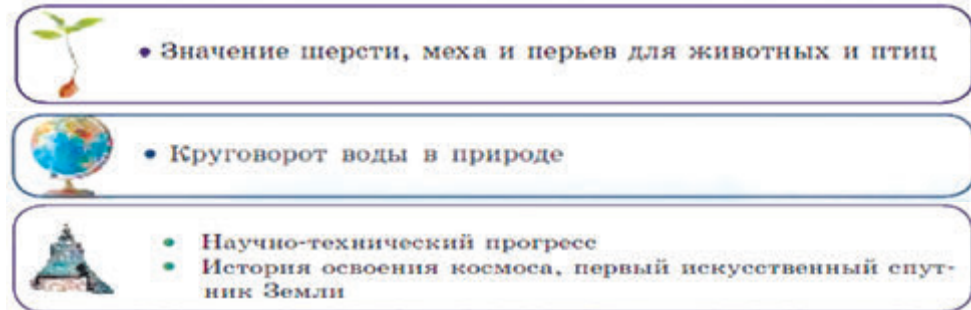 • Значение шерсти, меха и перьев для животных и птиц
• Круговорот воды в природе
• Научно-технический прогресс
• История освоения космоса, первый искусственный спут-
ник Земли